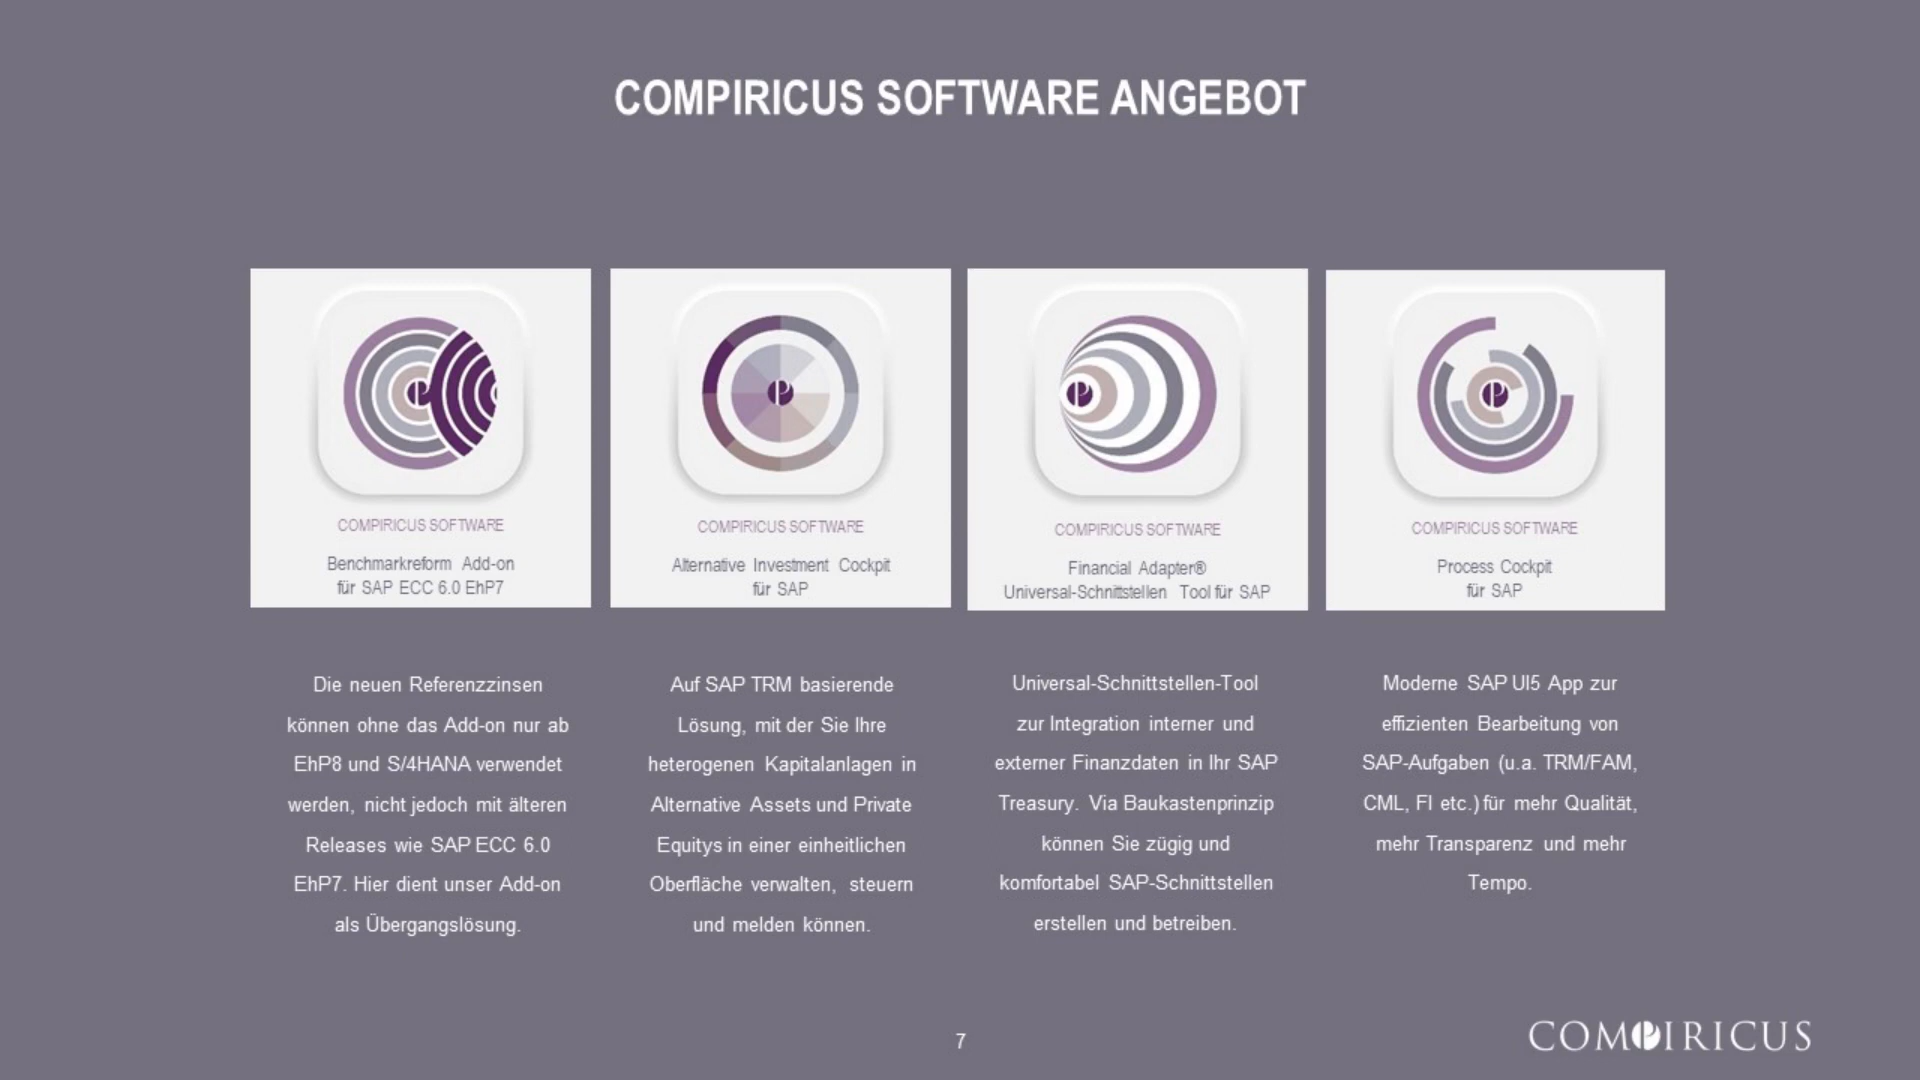 COMPIRICUS SOFTWARE ANGEBOT
COMPIRICUS SOFTWARE
Benchmarkreform Add-on
für SAP ECC 6.0 EhP7
COMPIRICUS SOFTWARE
Alternative Investment Cockpit
für SAP
COMPIRICUS SOFTWARE
Financial Adapter®
Universal-Schnittstellen Tool für SAP
COMPIRICUS SOFTWARE
Process Cockpit
für SAP
Die neuen Referenzzinsen
können ohne das Add-on nur ab
EhP8 und S/4HANA verwendet
werden, nicht jedoch mit älteren
Releases wie SAP ECC 6.0
EhP7. Hier dient unser Add-on
als Übergangslösung.
Auf SAP TRM basierende
Lösung, mit der Sie Ihre
heterogenen Kapitalanlagen in
Alternative Assets und Private
Equitys in einer einheitlichen
Oberfläche verwalten, steuern
und melden können.
Universal-Schnittstellen-Tool
zur Integration interner und
externer Finanzdaten in Ihr SAP
Treasury. Via Baukastenprinzip
können Sie zügig und
komfortabel SAP-Schnittstellen
erstellen und betreiben.
Moderne SAP UI5 App zur
effizienten Bearbeitung von
SAP-Aufgaben (u.a. TRM/FAM,
CML, FI etc.) für mehr Qualität,
mehr Transparenz und mehr
Tempo.
7
COMPIRICUS